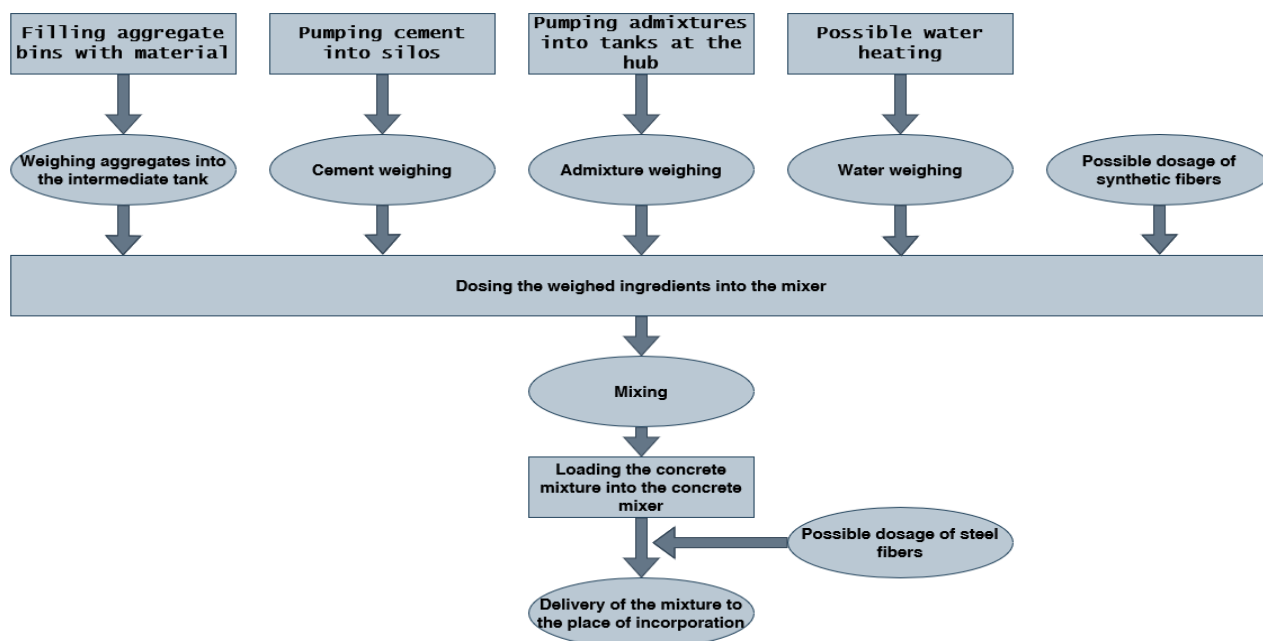 Filling aggregate
bins with material
Pumping cement
into silos
Pumping admixtures
into tanks at the
hub
Possible water
heating
Weighing aggregates into
the intermediate tank
Cement weighing
Admixture weighing
Water weighing
Possible dosage of
synthetic fibers
Dosing the weighed ingredients into the mixer
Mixing
Loading the concrete
mixture into the concrete
mixer
Possible dosage of steel
fibers
Delivery of the mixture to
the place of incorporation